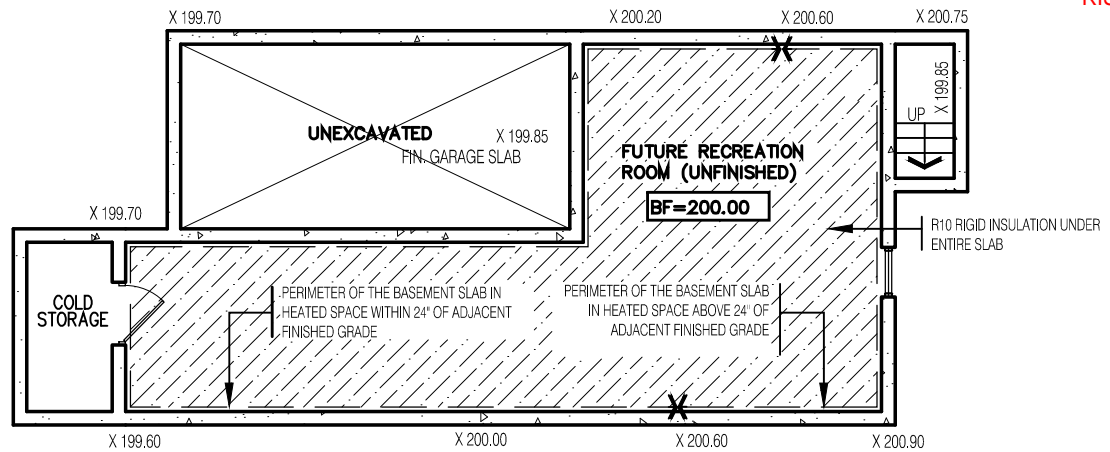 RI
X 199.70
X 200.20
X 200.60
X 200.75
X 199.85
UP
UNEXCAVATED
X 199.85
FIN. GARAGE SLAB
FUTURE RECREATION
ROOM (UNFINISHED)
BF=200.00
X 199.70
R10 RIGID INSULATION UNDER
ENTIRE SLAB
COLD
STORAGE
PERIMETER OF THE BASEMENT SLAB IN
HEATED SPACE WITHIN 24" OF ADJACENT
FINISHED GRADE
PERIMETER OF THE BASEMENT SLAB
IN HEATED SPACE ABOVE 24" OF
ADJACENT FINISHED GRADE
X 199.60
X 200.00
X 200.60
X 200.90